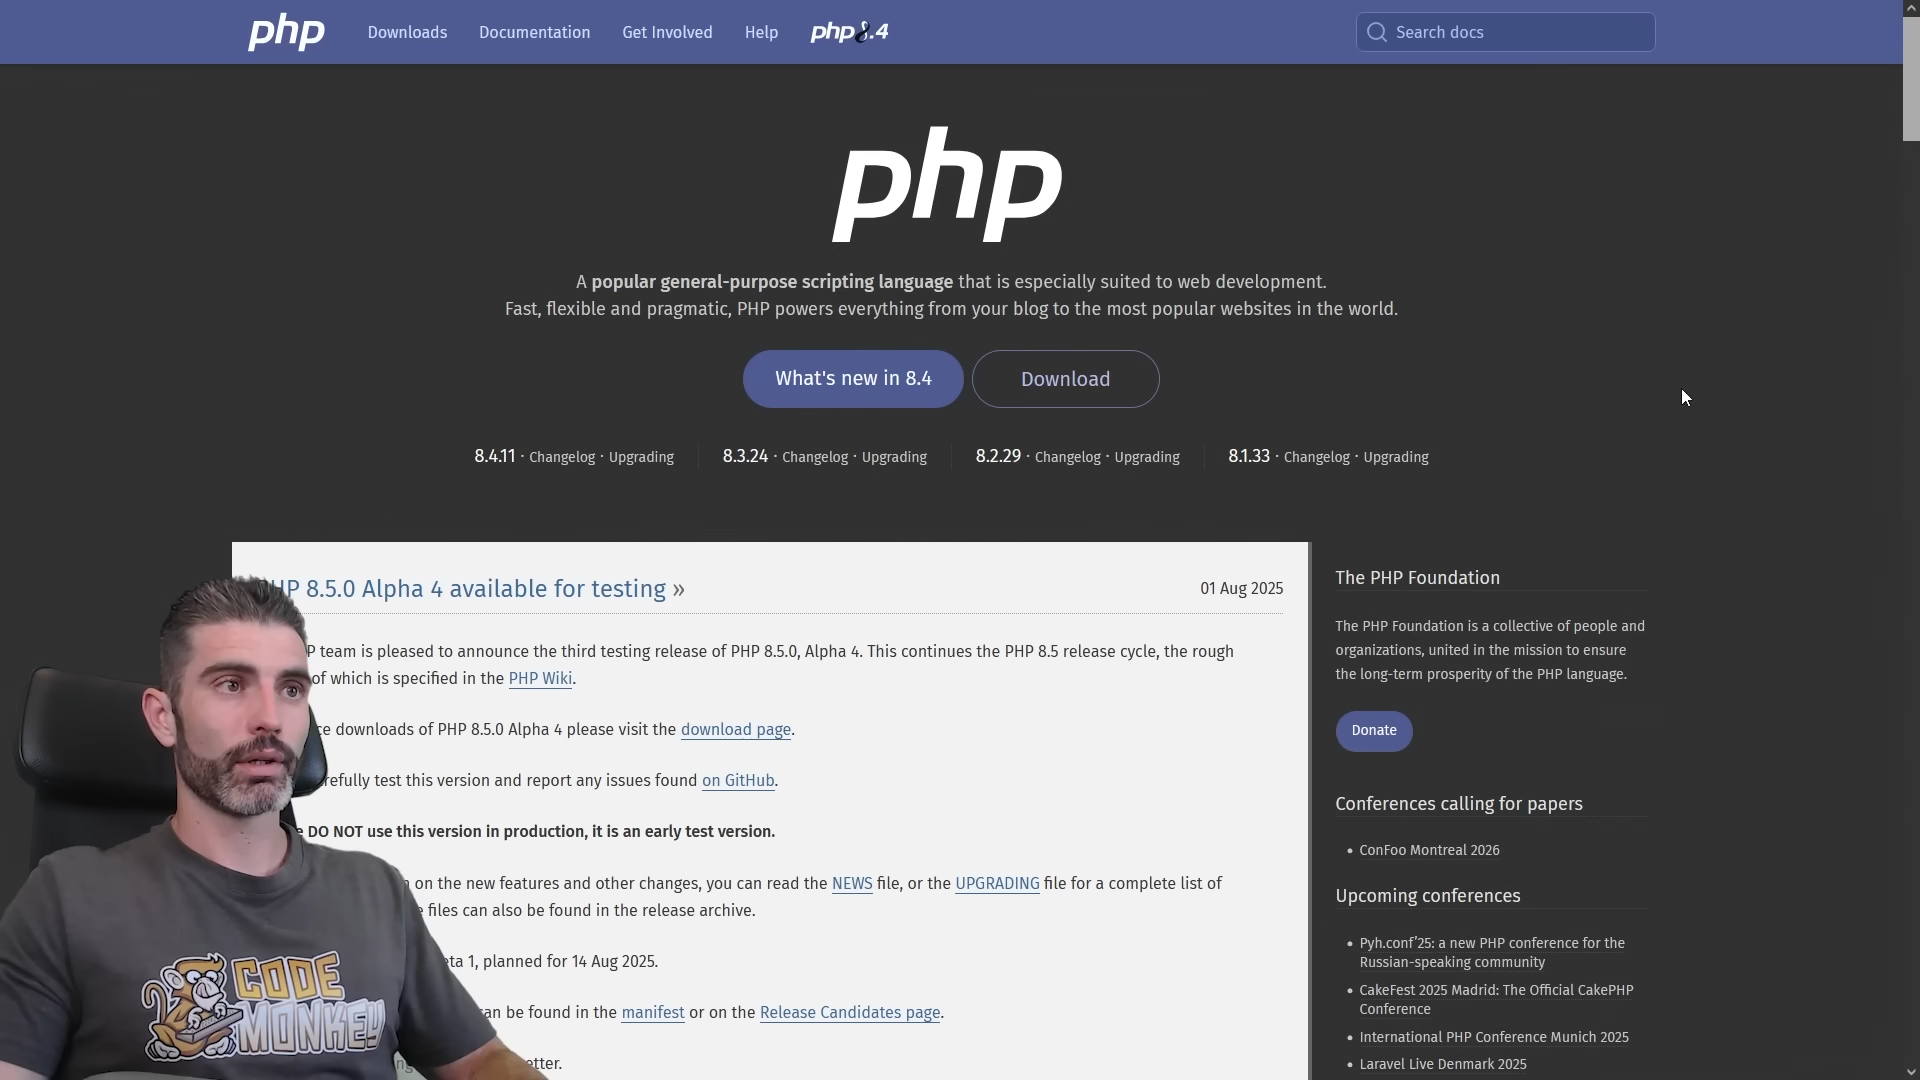 php
Downloads
Documentation
Get Involved
Help
php 8.4
Search docs
php
A popular general-purpose scripting language that is especially suited to web development.
Fast, flexible and pragmatic, PHP powers everything from your blog to the most popular websites in the world.
What's new in 8.4
Download
8.4.11 · Changelog · Upgrading
8.3.24 · Changelog · Upgrading
8.2.29 · Changelog · Upgrading
8.1.33 · Changelog · Upgrading
PHP 8.5.0 Alpha 4 available for testing »
01 Aug 2025
team is pleased to announce the third testing release of PHP 8.5.0, Alpha 4. This continues the PHP 8.5 release cycle, the rough
of which is specified in the PHP Wiki.
downloads of PHP 8.5.0 Alpha 4 please visit the download page.
test this version and report any issues found on GitHub.
DO NOT use this version in production, it is an early test version.
on the new features and other changes, you can read the NEWS file, or the UPGRADING file for a complete list of
files can also be found in the release archive.
1, planned for 14 Aug 2025.
can be found in the manifest or on the Release Candidates page.
The PHP Foundation
The PHP Foundation is a collective of people and
organizations, united in the mission to ensure
the long-term prosperity of the PHP language.
Donate
Conferences calling for papers
• ConFoo Montreal 2026
Upcoming conferences
• Pyh.conf'25: a new PHP conference for the
Russian-speaking community
• CakeFest 2025 Madrid: The Official CakePHP
Conference
• International PHP Conference Munich 2025
• Laravel Live Denmark 2025
CODE
MONKEY